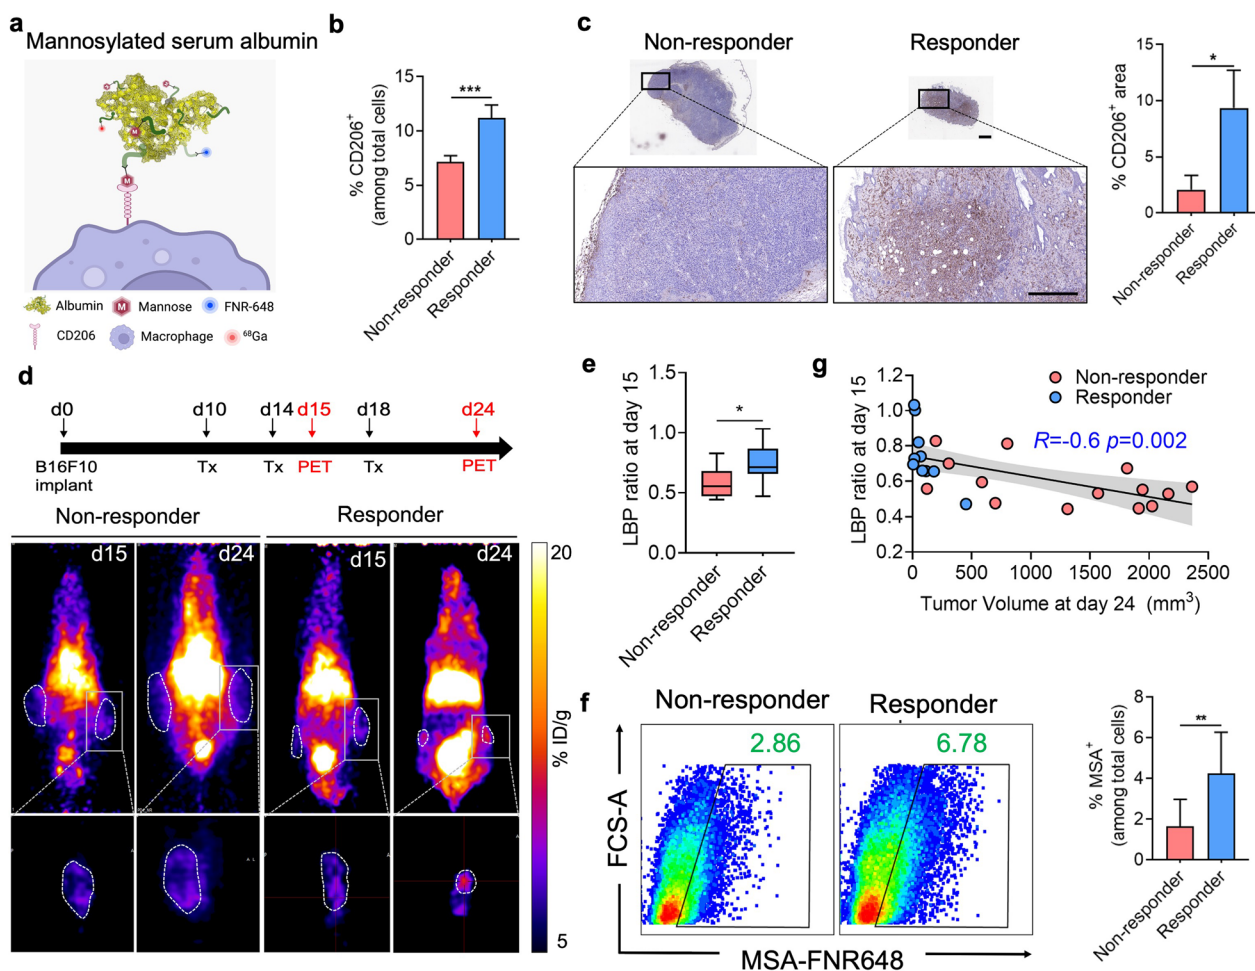 a
Mannosylated serum albumin
M
M
Albumin
M
Mannose
FNR-648
CD206
Macrophage
⁶⁸Ga
b
% CD206⁺
(among total cells)
15
10
5
0
***
Non-responder
Responder
c
Non-responder
Responder
% CD206⁺ area
15
10
5
0
*
Non-responder
Responder
d
d0
d10
d14
d15
d18
d24
B16F10
implant
Tx
Tx
PET
Tx
PET
Non-responder
Responder
d15
d24
d15
d24
20
% ID/g
5
e
LBP ratio at day 15
1.5
1.0
0.5
0.0
*
Non-responder
Responder
g
LBP ratio at day 15
1.2
1.0
0.8
0.6
0.4
0.2
Non-responder
Responder
R=-0.6 p=0.002
0
500
1000
1500
2000
2500
Tumor Volume at day 24 (mm³)
f
Non-responder
Responder
2.86
6.78
FCS-A
MSA-FNR648
% MSA⁺
(among total cells)
8
6
4
2
0
**
Non-responder
Responder